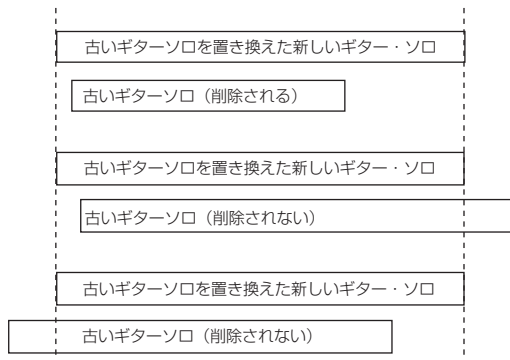 古いギターソロを置き換えた新しいギター・ソロ
古いギターソロ（削除される）
古いギターソロを置き換えた新しいギター・ソロ
古いギターソロ（削除されない）
古いギターソロを置き換えた新しいギター・ソロ
古いギターソロ（削除されない）